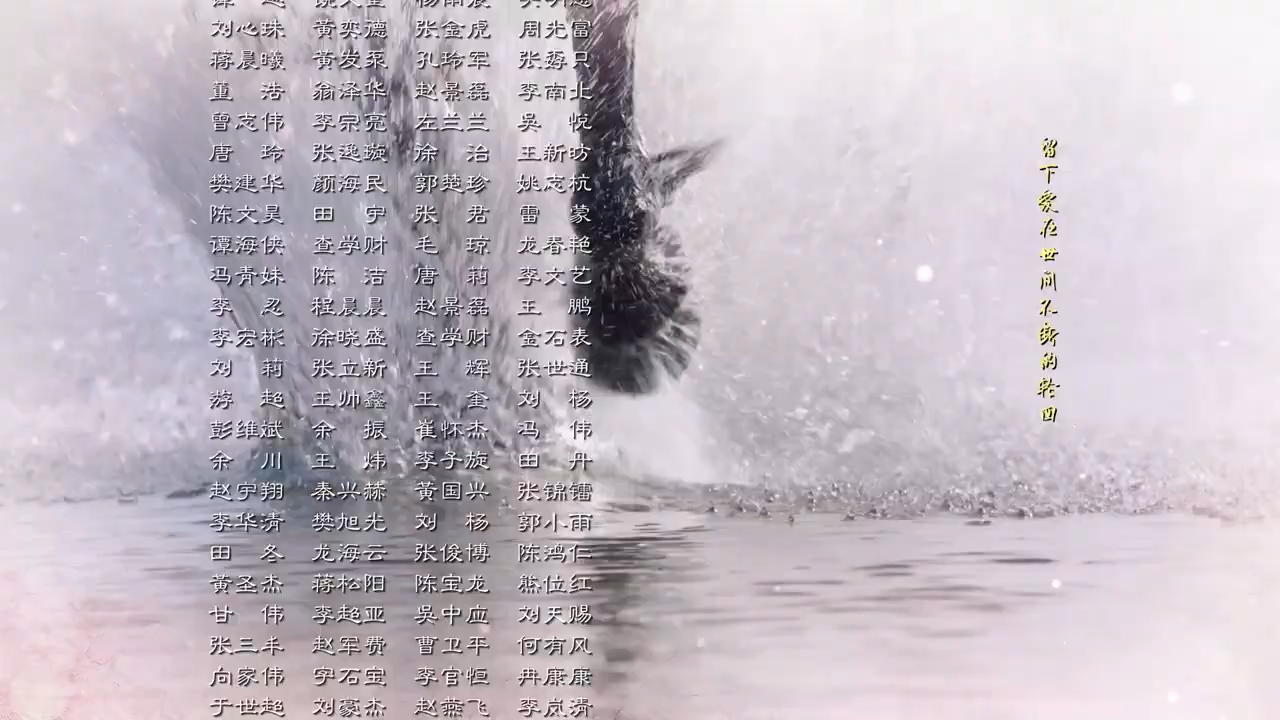 刘心珠 黄奕德 张金虎 周光富
蒋晨曦 黄发泵 孔玲军 张孬只
董浩 翁泽华 赵景磊 李南北
曾志伟 李宗亮 左兰兰 吴悦
唐玲 张逸璇 徐治 王新昉
樊建华 颜海民 郭楚珍 姚志杭
陈文昊 田宇 张君 雷蒙
谭海侠 查学财 毛琼 龙春艳
冯青妹 陈洁 唐莉 李文艺
李忍 程晨晨 赵景磊 王鹏
李宏彬 徐晓盛 查学财 金石表
刘莉 张立新 王辉 张世通
游超 王帅鑫 王奎 刘杨
彭维斌 余振 崔怀杰 冯伟
余川 王炜 李子旋 田丹
赵宇翔 秦兴赫 黄国兴 张锦镭
李华清 樊旭光 刘杨 郭小雨
田冬 龙海云 张俊博 陈鸿仁
黄圣杰 蒋松阳 陈宝龙 熊位红
甘伟 李超亚 吴中应 刘天赐
张三丰 赵军费 曹卫平 何有风
向家伟 宇石宝 李官恒 冉康康
于世超 刘豪杰 赵燕飞 李岚清
留下爱在世间不断的轮回